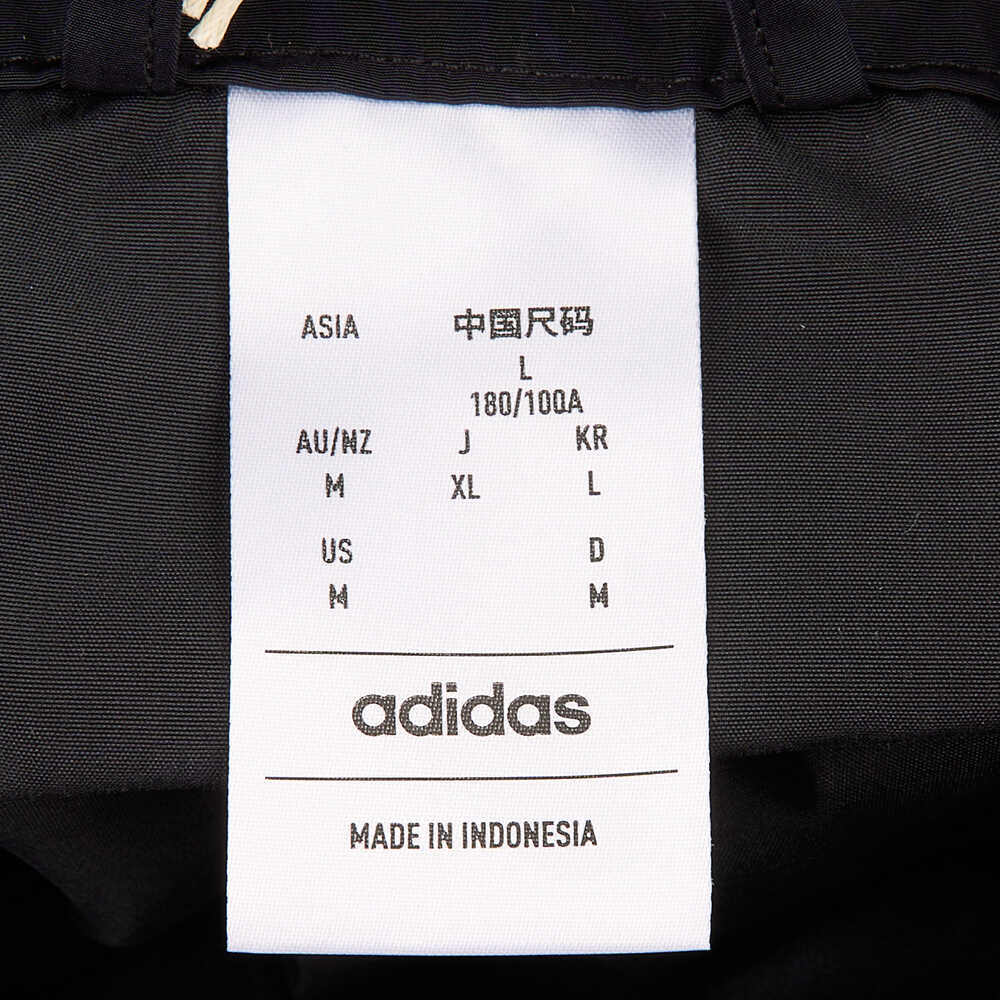 ASIA 中国尺码
L
180/100A
AU/NZ J KR
M XL L
US D
M M
adidas
MADE IN INDONESIA